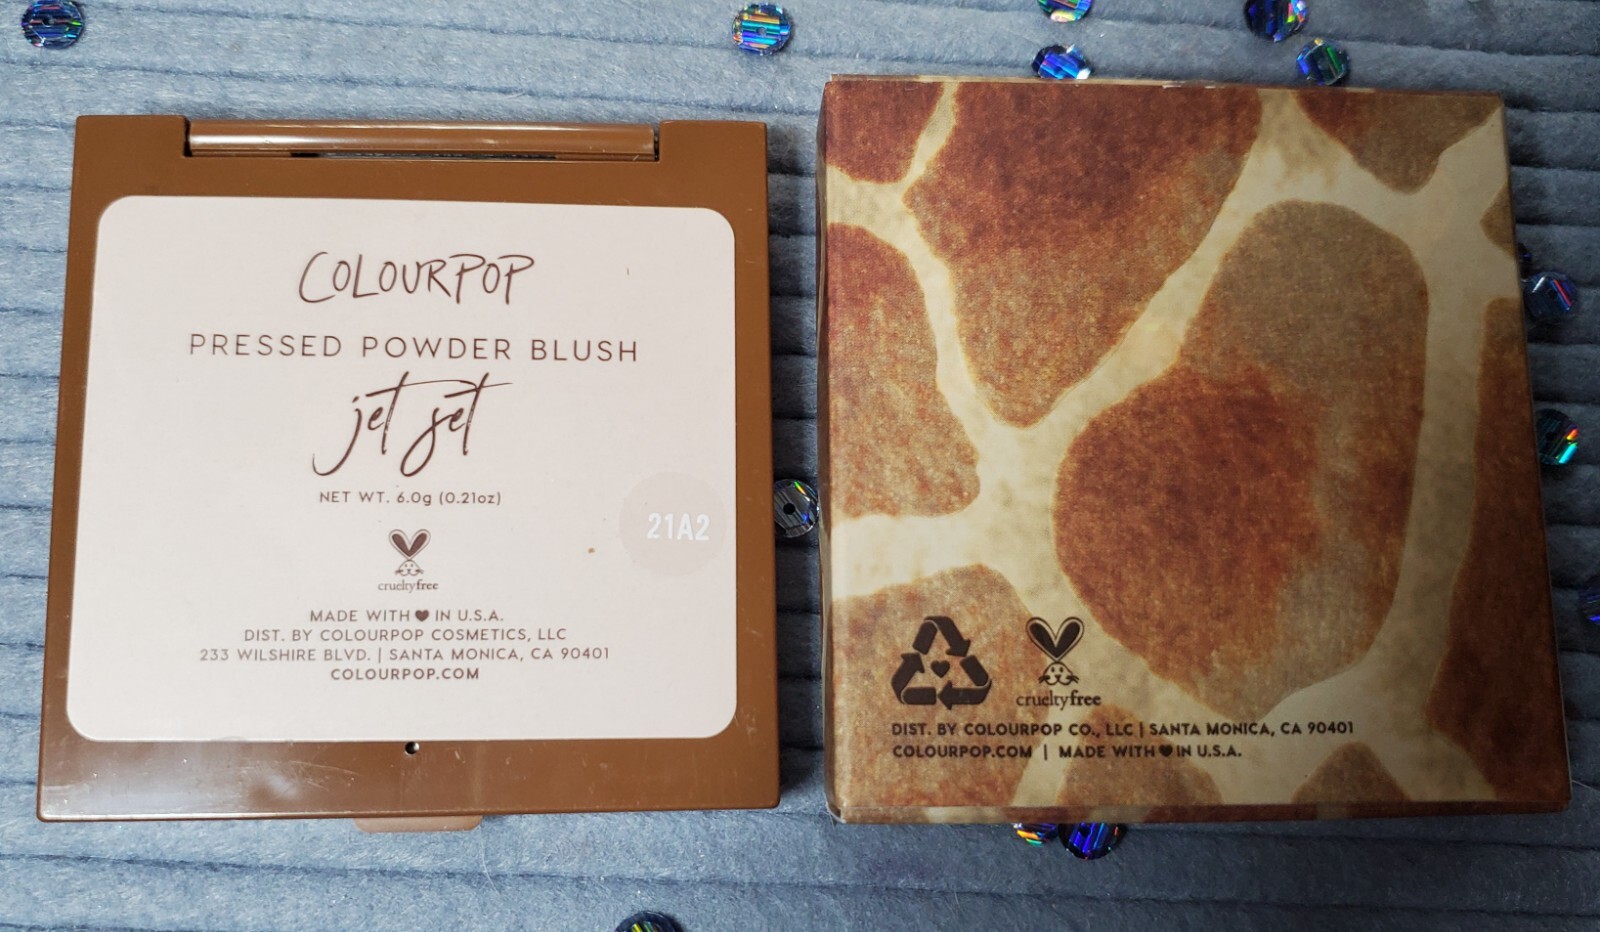 COLOURPOP
PRESSED POWDER BLUSH
jet set
NET WT. 6.0g (0.21oz)
21A2
crueltyfree
MADE WITH ♥ IN U.S.A.
DIST. BY COLOURPOP COSMETICS, LLC
233 WILSHIRE BLVD. | SANTA MONICA, CA 90401
COLOURPOP.COM
crueltyfree
DIST. BY COLOURPOP CO., LLC | SANTA MONICA, CA 90401
COLOURPOP.COM | MADE WITH ♥ IN U.S.A.